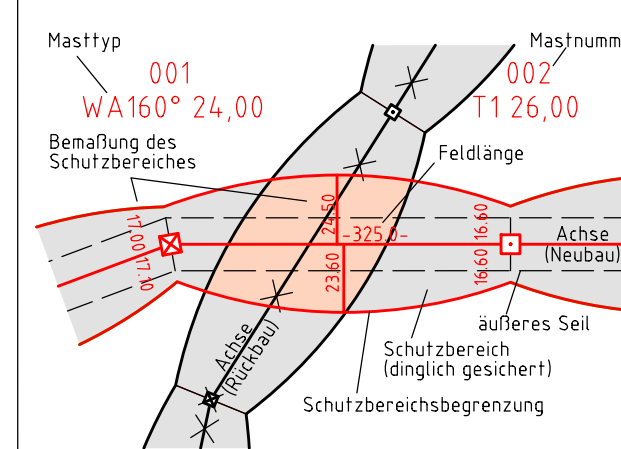 Masttyp
Mastnumm
001
WA160° 24,00
002
T1 26,00
Bemaßung des
Schutzbereiches
Feldlänge
17.00
17.10
24.50
-325,0-
23.60
16.60
16.60
16.60
Achse
(Neubau)
äußeres Seil
Achse
(Rückbau)
Schutzbereich
(dinglich gesichert)
Schutzbereichsbegrenzung